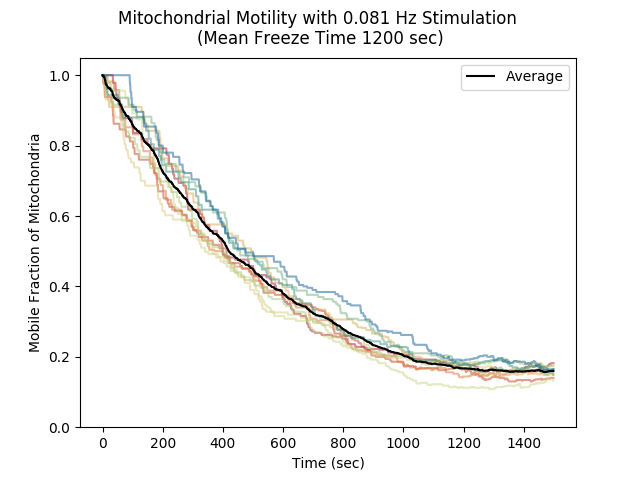 Mitochondrial Motility with 0.081 Hz Stimulation
(Mean Freeze Time 1200 sec)
Average
Mobile Fraction of Mitochondria
1.0
0.8
0.6
0.4
0.2
0.0
0 200 400 600 800 1000 1200 1400
Time (sec)